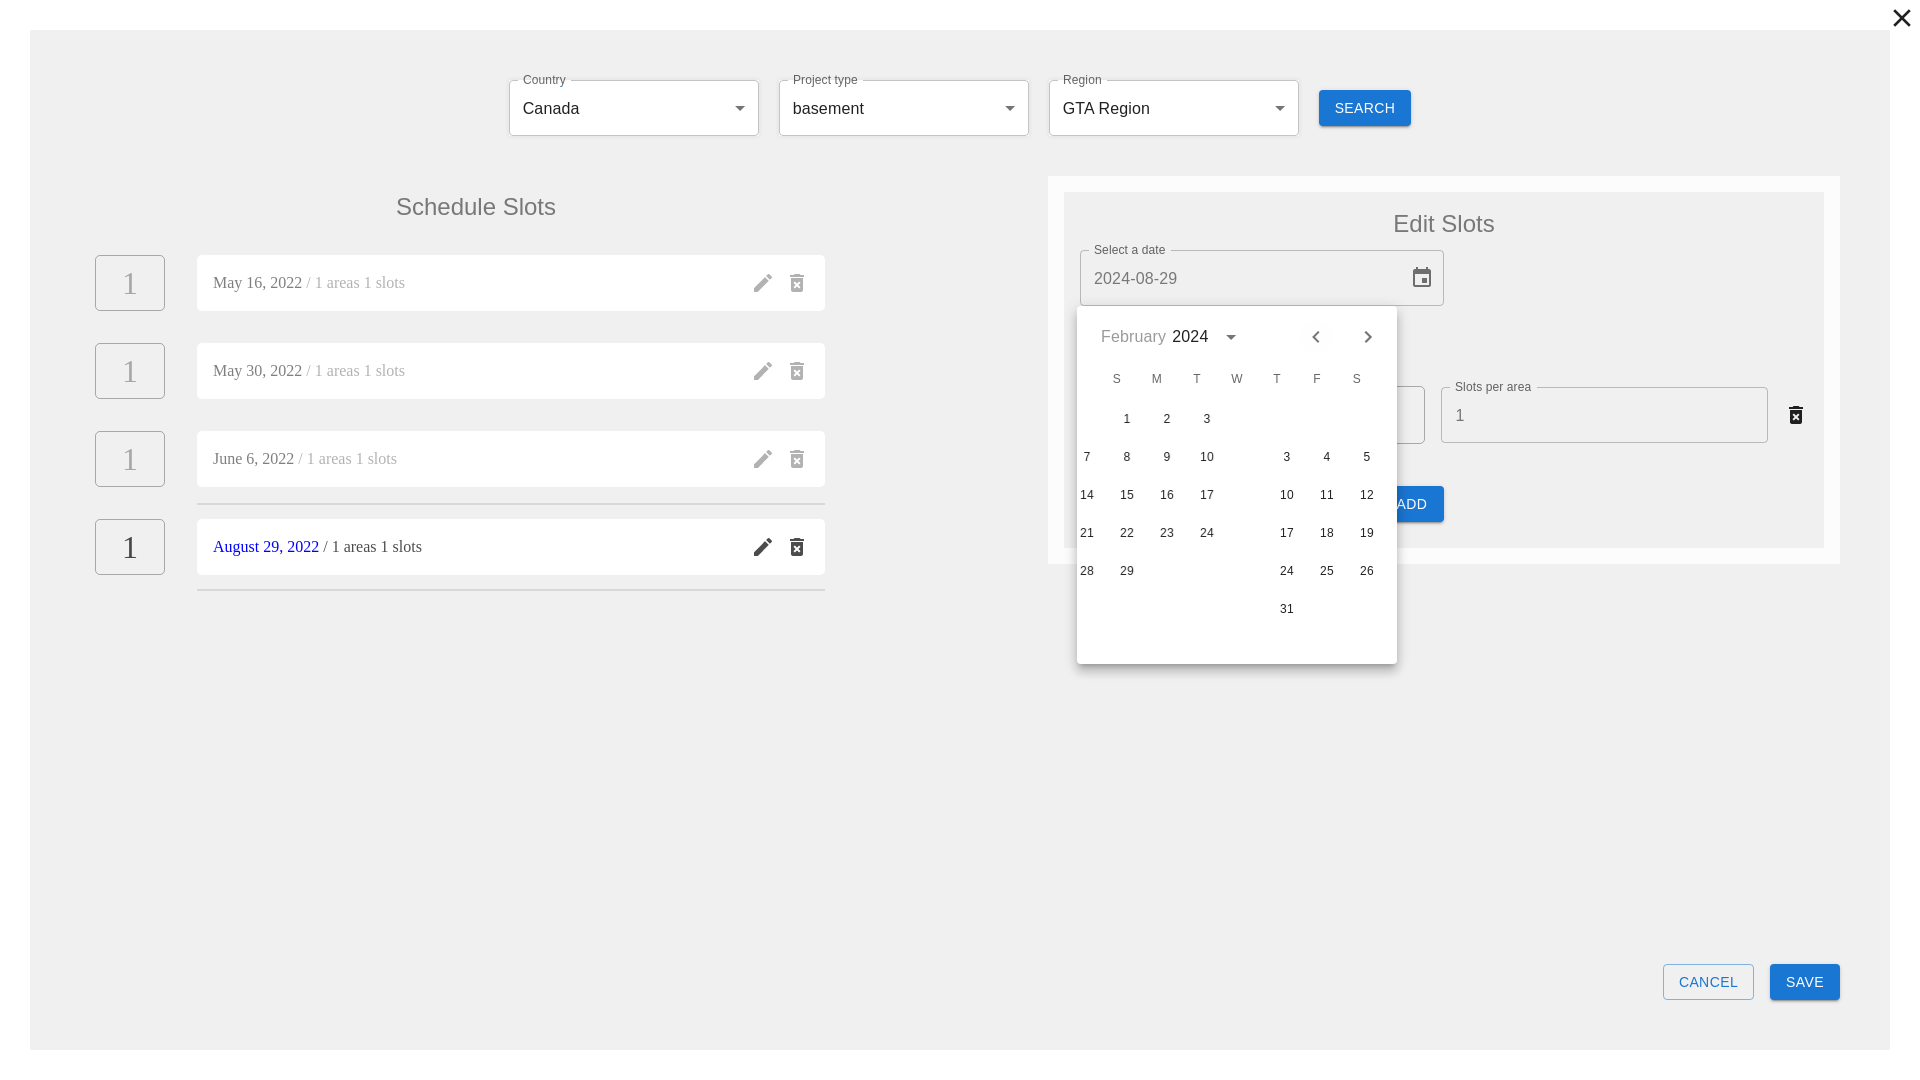 Country
Canada
Project type
basement
Region
GTA Region
SEARCH
Schedule Slots
1
May 16, 2022 / 1 areas 1 slots
1
May 30, 2022 / 1 areas 1 slots
1
June 6, 2022 / 1 areas 1 slots
1
August 29, 2022 / 1 areas 1 slots
Edit Slots
Select a date
2024-08-29
February 2024
S M T W T F S
1 2 3
7 8 9 10 3 4 5
14 15 16 17 10 11 12
21 22 23 24 17 18 19
28 29 24 25 26
31
Slots per area
1
ADD
CANCEL
SAVE